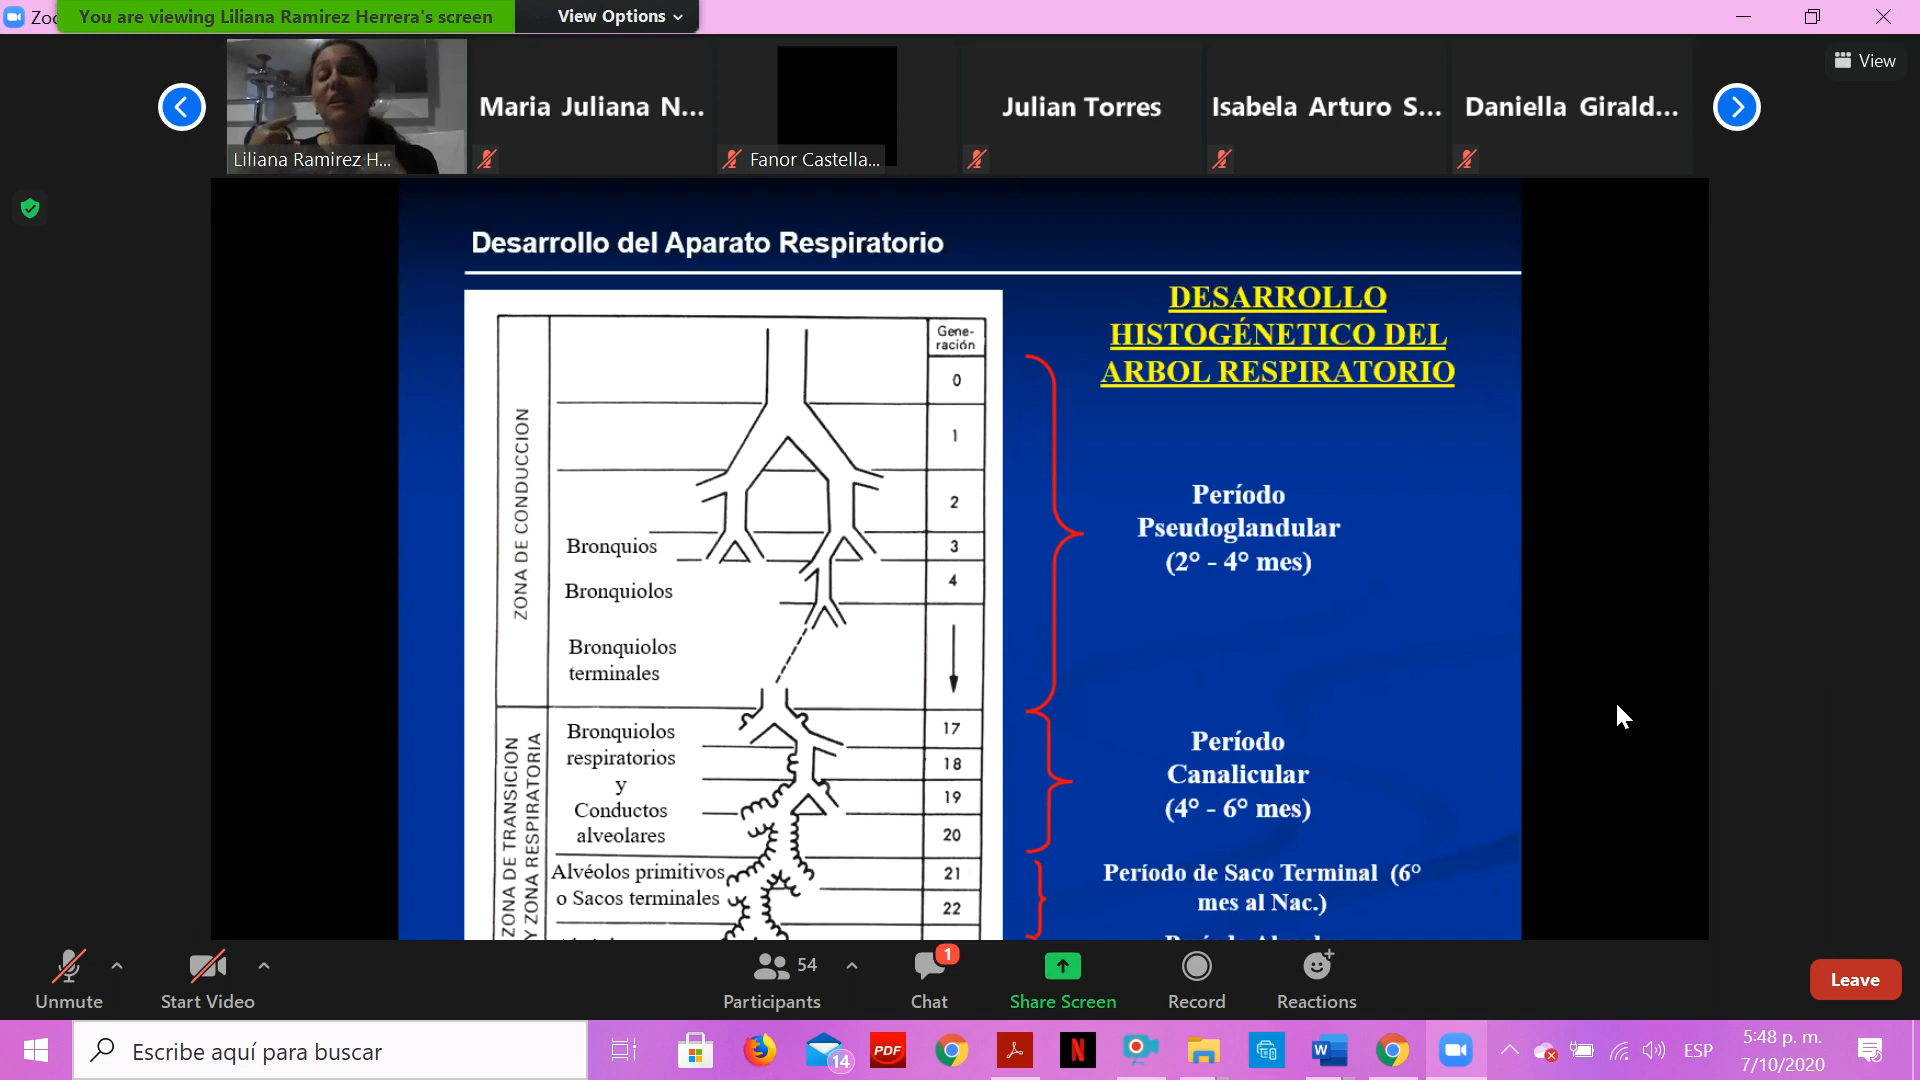 Zo
You are viewing Liliana Ramirez Herrera's screen
View Options
View
Maria Juliana N...
Julian Torres
Isabela Arturo S...
Daniella Girald...
Liliana Ramirez H...
Fanor Castella...
Desarrollo del Aparato Respiratorio
DESARROLLO
HISTOGÉNETICO DEL
ARBOL RESPIRATORIO
Gene-
ración
0
1
2
3
4
17
18
19
20
21
22
ZONA DE CONDUCCION
Bronquios
Bronquiolos
Bronquiolos
terminales
ZONA DE TRANSICION
Y ZONA RESPIRATORIA
Bronquiolos
respiratorios
y
Conductos
alveolares
Alvéolos primitivos
o Sacos terminales
Período
Pseudoglandular
(2° - 4° mes)
Período
Canalicular
(4° - 6° mes)
Período de Saco Terminal (6°
mes al Nac.)
Unmute
Start Video
54
Participants
1
Chat
Share Screen
Record
Reactions
Leave
Escribe aquí para buscar
14
PDF
N
W
ESP
5:48 p. m.
7/10/2020